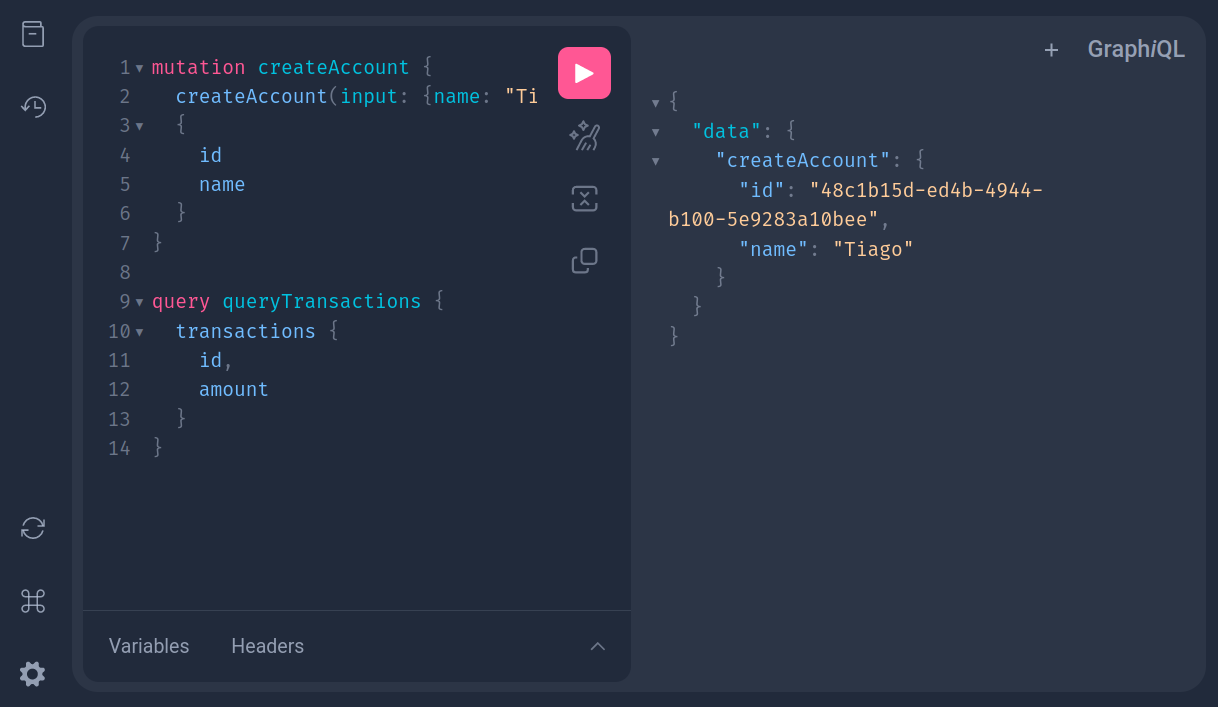 1 mutation createAccount {
2   createAccount(input: {name: "Ti
3   {
4     id
5     name
6   }
7 }
8
9 query queryTransactions {
10   transactions {
11     id,
12     amount
13   }
14 }
Variables Headers
+ GraphiQL
{
  "data": {
    "createAccount": {
      "id": "48c1b15d-ed4b-4944-
b100-5e9283a10bee",
      "name": "Tiago"
    }
  }
}